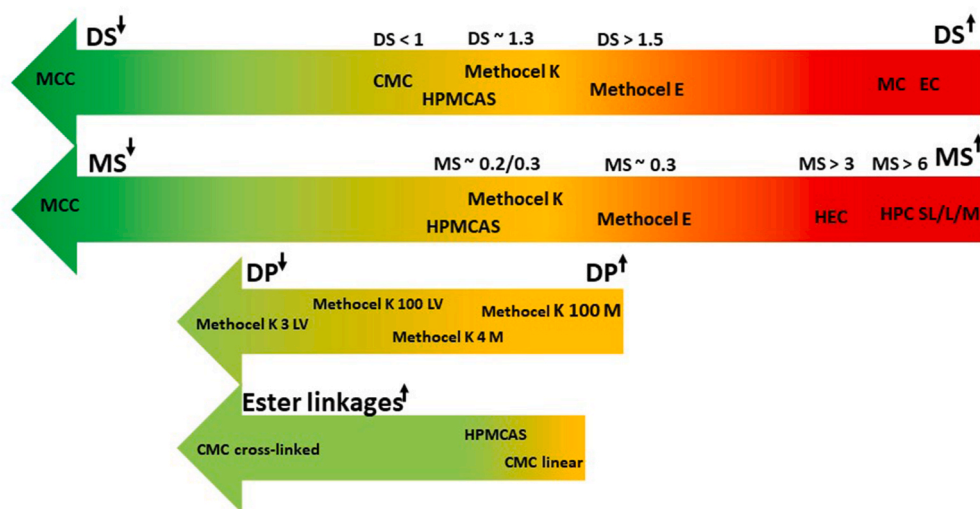 DS↓ DS < 1 DS ~ 1.3 DS > 1.5 DS↑
MCC CMC Methocel K HPMCAS Methocel E MC EC
MS↓ MS ~ 0.2/0.3 MS ~ 0.3 MS > 3 MS > 6 MS↑
MCC Methocel K HPMCAS Methocel E HEC HPC SL/L/M
DP↓ DP↑
Methocel K 3 LV Methocel K 100 LV Methocel K 4 M Methocel K 100 M
Ester linkages↑
CMC cross-linked HPMCAS CMC linear